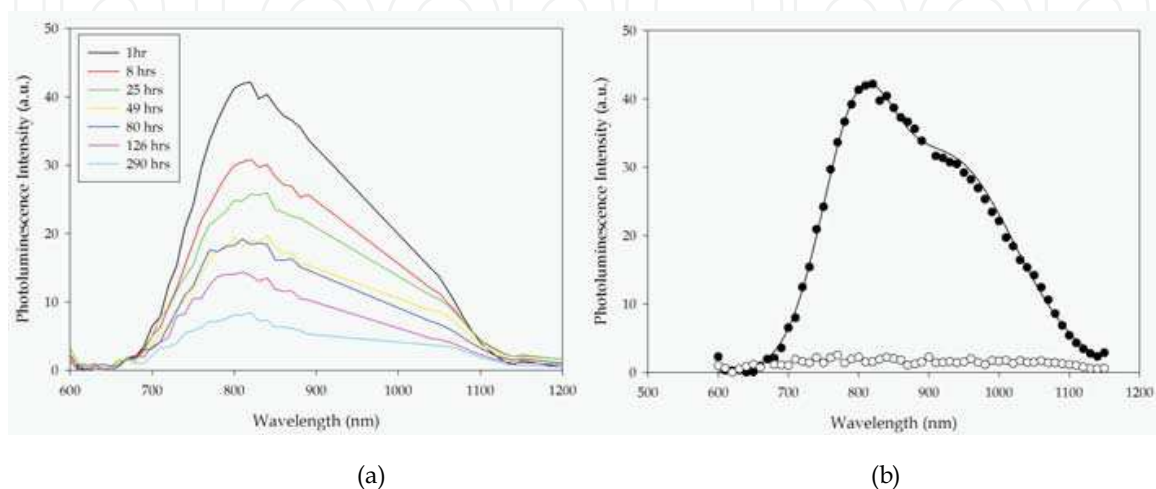 50
40
30
20
10
0
Photoluminescence Intensity (a.u.)
1hr
8 hrs
25 hrs
49 hrs
80 hrs
126 hrs
290 hrs
600 700 800 900 1000 1100 1200
Wavelength (nm)
(a)
50
40
30
20
10
0
Photoluminescence Intensity (a.u.)
500 600 700 800 900 1000 1100 1200
Wavelength (nm)
(b)